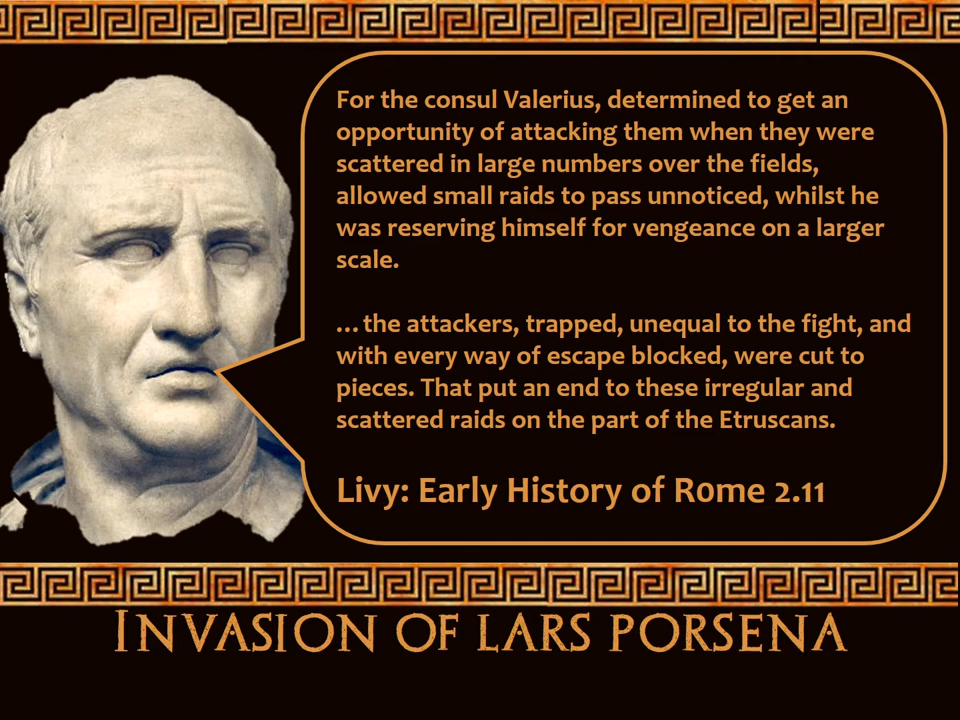 For the consul Valerius, determined to get an
opportunity of attacking them when they were
scattered in large numbers over the fields,
allowed small raids to pass unnoticed, whilst he
was reserving himself for vengeance on a larger
scale.
…the attackers, trapped, unequal to the fight, and
with every way of escape blocked, were cut to
pieces. That put an end to these irregular and
scattered raids on the part of the Etruscans.
Livy: Early History of R0me 2.11
INVASION OF LARS PORSENA